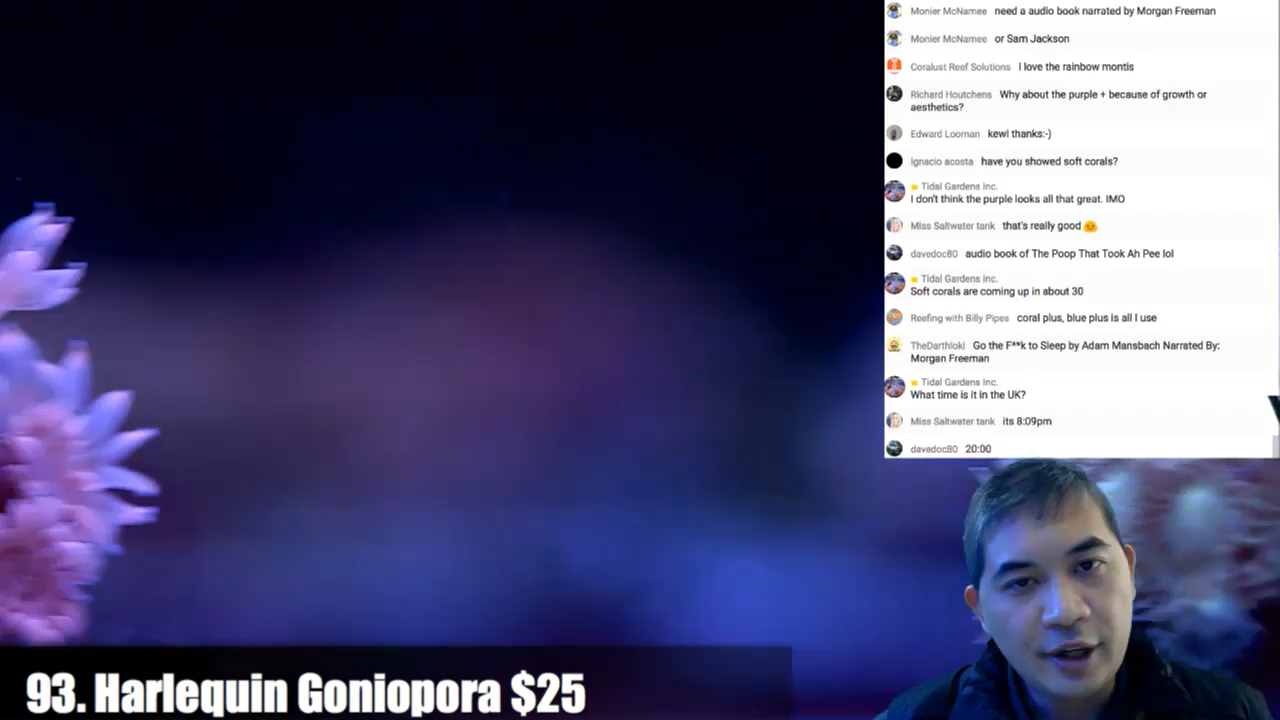 Monier McNamee need a audio book narrated by Morgan Freeman
Monier McNamee or Sam Jackson
Coralust Reef Solutions I love the rainbow montis
Richard Houtchens Why about the purple + because of growth or
aesthetics?
Edward Looman kewl thanks:-)
Ignacio acosta have you showed soft corals?
Tidal Gardens Inc.
I don't think the purple looks all that great. IMO
Miss Saltwater tank that's really good
davedoc80 audio book of The Poop That Took Ah Pee lol
Tidal Gardens Inc.
Soft corals are coming up in about 30
Reefing with Billy Pipes coral plus, blue plus is all I use
TheDarthloki Go the F**k to Sleep by Adam Mansbach Narrated By:
Morgan Freeman
Tidal Gardens Inc.
What time is it in the UK?
Miss Saltwater tank its 8:09pm
davedoc80 20:00
93. Harlequin Goniopora $25